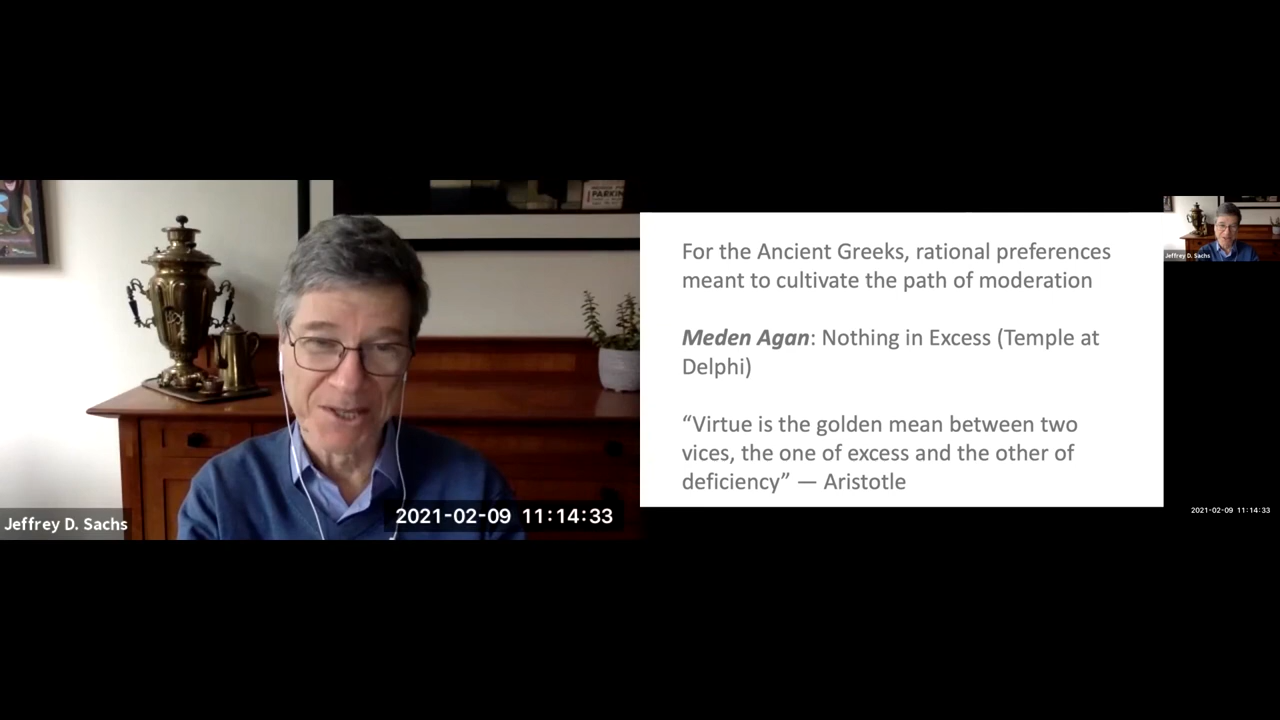 PARKIN
Jeffrey D. Sachs
2021-02-09 11:14:33
For the Ancient Greeks, rational preferences
meant to cultivate the path of moderation
Meden Agan: Nothing in Excess (Temple at
Delphi)
“Virtue is the golden mean between two
vices, the one of excess and the other of
deficiency” — Aristotle
Jeffrey D. Sachs
2021-02-09 11:14:33